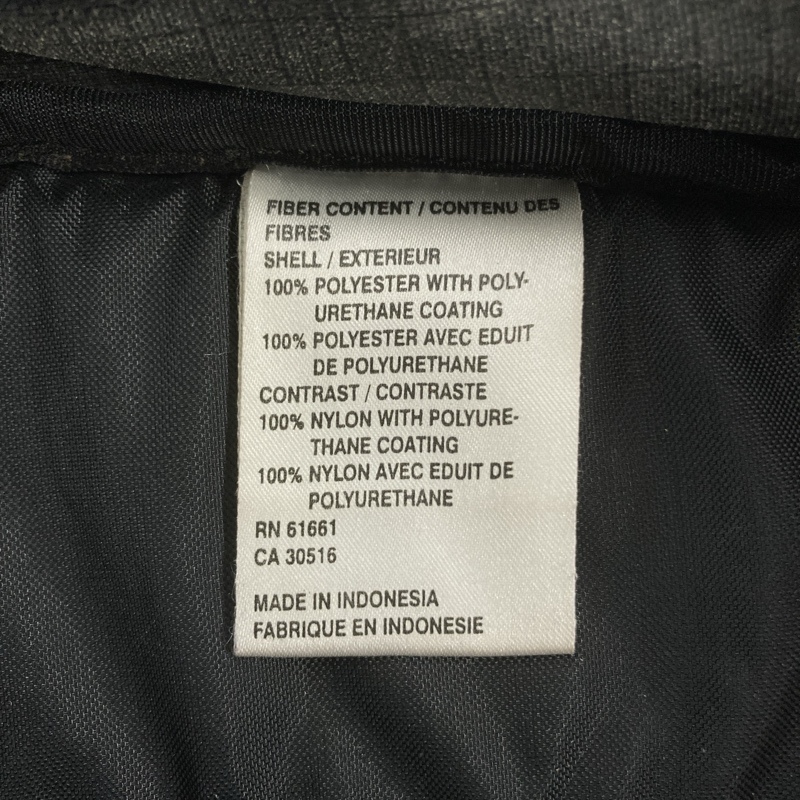 FIBER CONTENT / CONTENU DES
FIBRES
SHELL / EXTERIEUR
100% POLYESTER WITH POLY-
URETHANE COATING
100% POLYESTER AVEC EDUIT
DE POLYURETHANE
CONTRAST / CONTRASTE
100% NYLON WITH POLYURE-
THANE COATING
100% NYLON AVEC EDUIT DE
POLYURETHANE
RN 61661
CA 30516
MADE IN INDONESIA
FABRIQUE EN INDONESIE